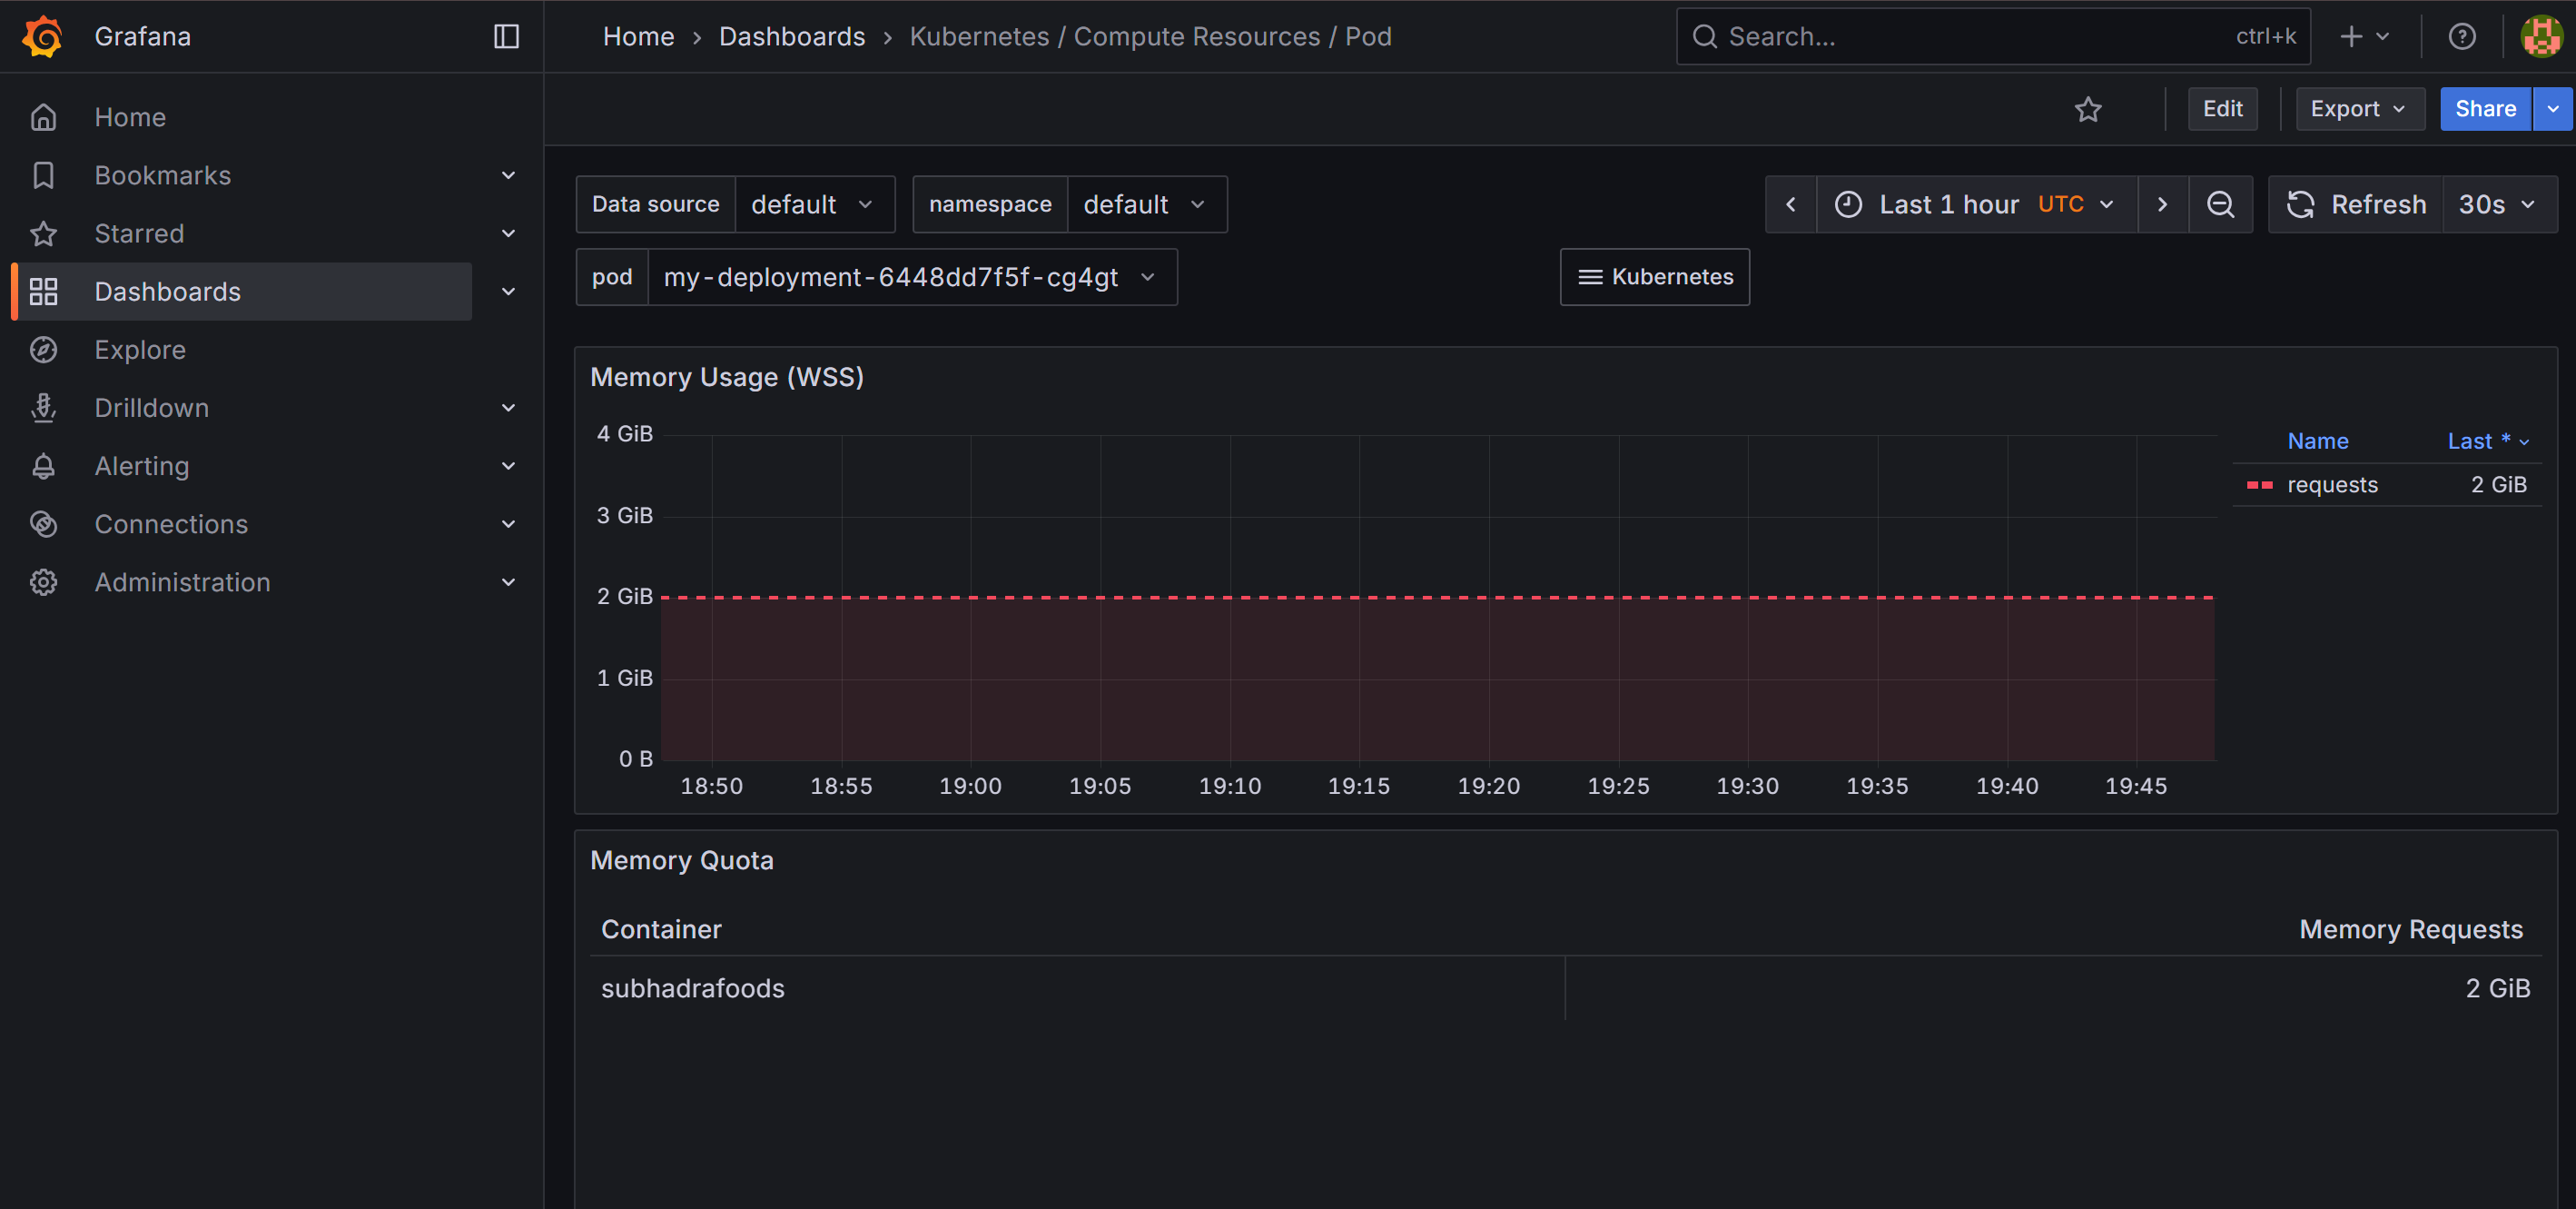 Grafana
Home › Dashboards › Kubernetes / Compute Resources / Pod
Search... ctrl+k
Edit Export Share
Home
Bookmarks
Starred
Dashboards
Explore
Drilldown
Alerting
Connections
Administration
Data source default namespace default
Last 1 hour UTC Refresh 30s
pod my-deployment-6448dd7f5f-cg4gt
Kubernetes
Memory Usage (WSS)
4 GiB
3 GiB
2 GiB
1 GiB
0 B
18:50 18:55 19:00 19:05 19:10 19:15 19:20 19:25 19:30 19:35 19:40 19:45
Name Last *
requests 2 GiB
Memory Quota
Container Memory Requests
subhadrafoods 2 GiB